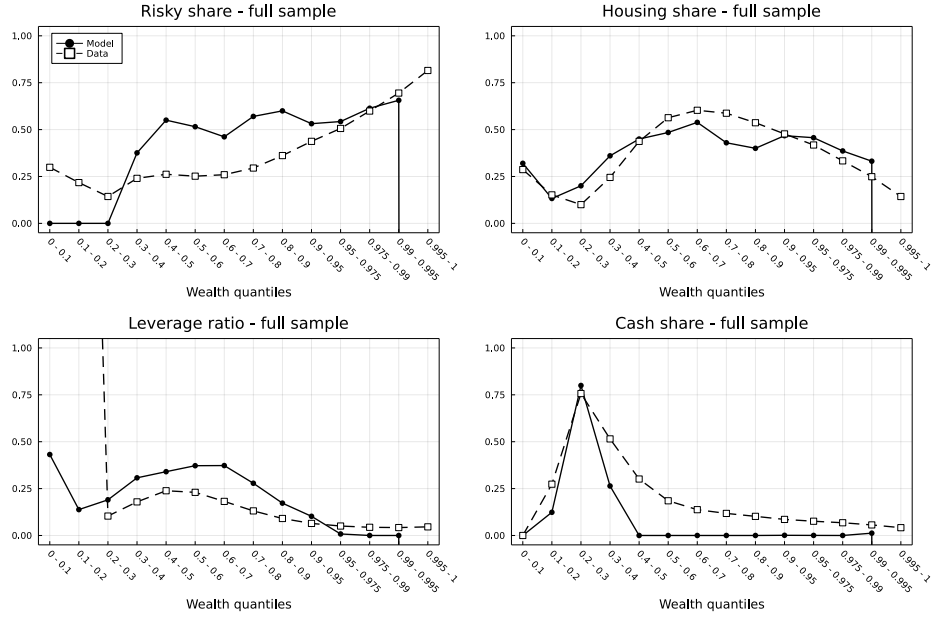 Risky share - full sample
1.00
0.75
0.50
0.25
0.00
Model
Data
0 - 0.1
0.1 - 0.2
0.2 - 0.3
0.3 - 0.4
0.4 - 0.5
0.5 - 0.6
0.6 - 0.7
0.7 - 0.8
0.8 - 0.9
0.9 - 0.95
0.95 - 0.975
0.975 - 0.99
0.99 - 0.995
0.995 - 1
Wealth quantiles
Housing share - full sample
1.00
0.75
0.50
0.25
0.00
0 - 0.1
0.1 - 0.2
0.2 - 0.3
0.3 - 0.4
0.4 - 0.5
0.5 - 0.6
0.6 - 0.7
0.7 - 0.8
0.8 - 0.9
0.9 - 0.95
0.95 - 0.975
0.975 - 0.99
0.99 - 0.995
0.995 - 1
Wealth quantiles
Leverage ratio - full sample
1.00
0.75
0.50
0.25
0.00
0 - 0.1
0.1 - 0.2
0.2 - 0.3
0.3 - 0.4
0.4 - 0.5
0.5 - 0.6
0.6 - 0.7
0.7 - 0.8
0.8 - 0.9
0.9 - 0.95
0.95 - 0.975
0.975 - 0.99
0.99 - 0.995
0.995 - 1
Wealth quantiles
Cash share - full sample
1.00
0.75
0.50
0.25
0.00
0 - 0.1
0.1 - 0.2
0.2 - 0.3
0.3 - 0.4
0.4 - 0.5
0.5 - 0.6
0.6 - 0.7
0.7 - 0.8
0.8 - 0.9
0.9 - 0.95
0.95 - 0.975
0.975 - 0.99
0.99 - 0.995
0.995 - 1
Wealth quantiles